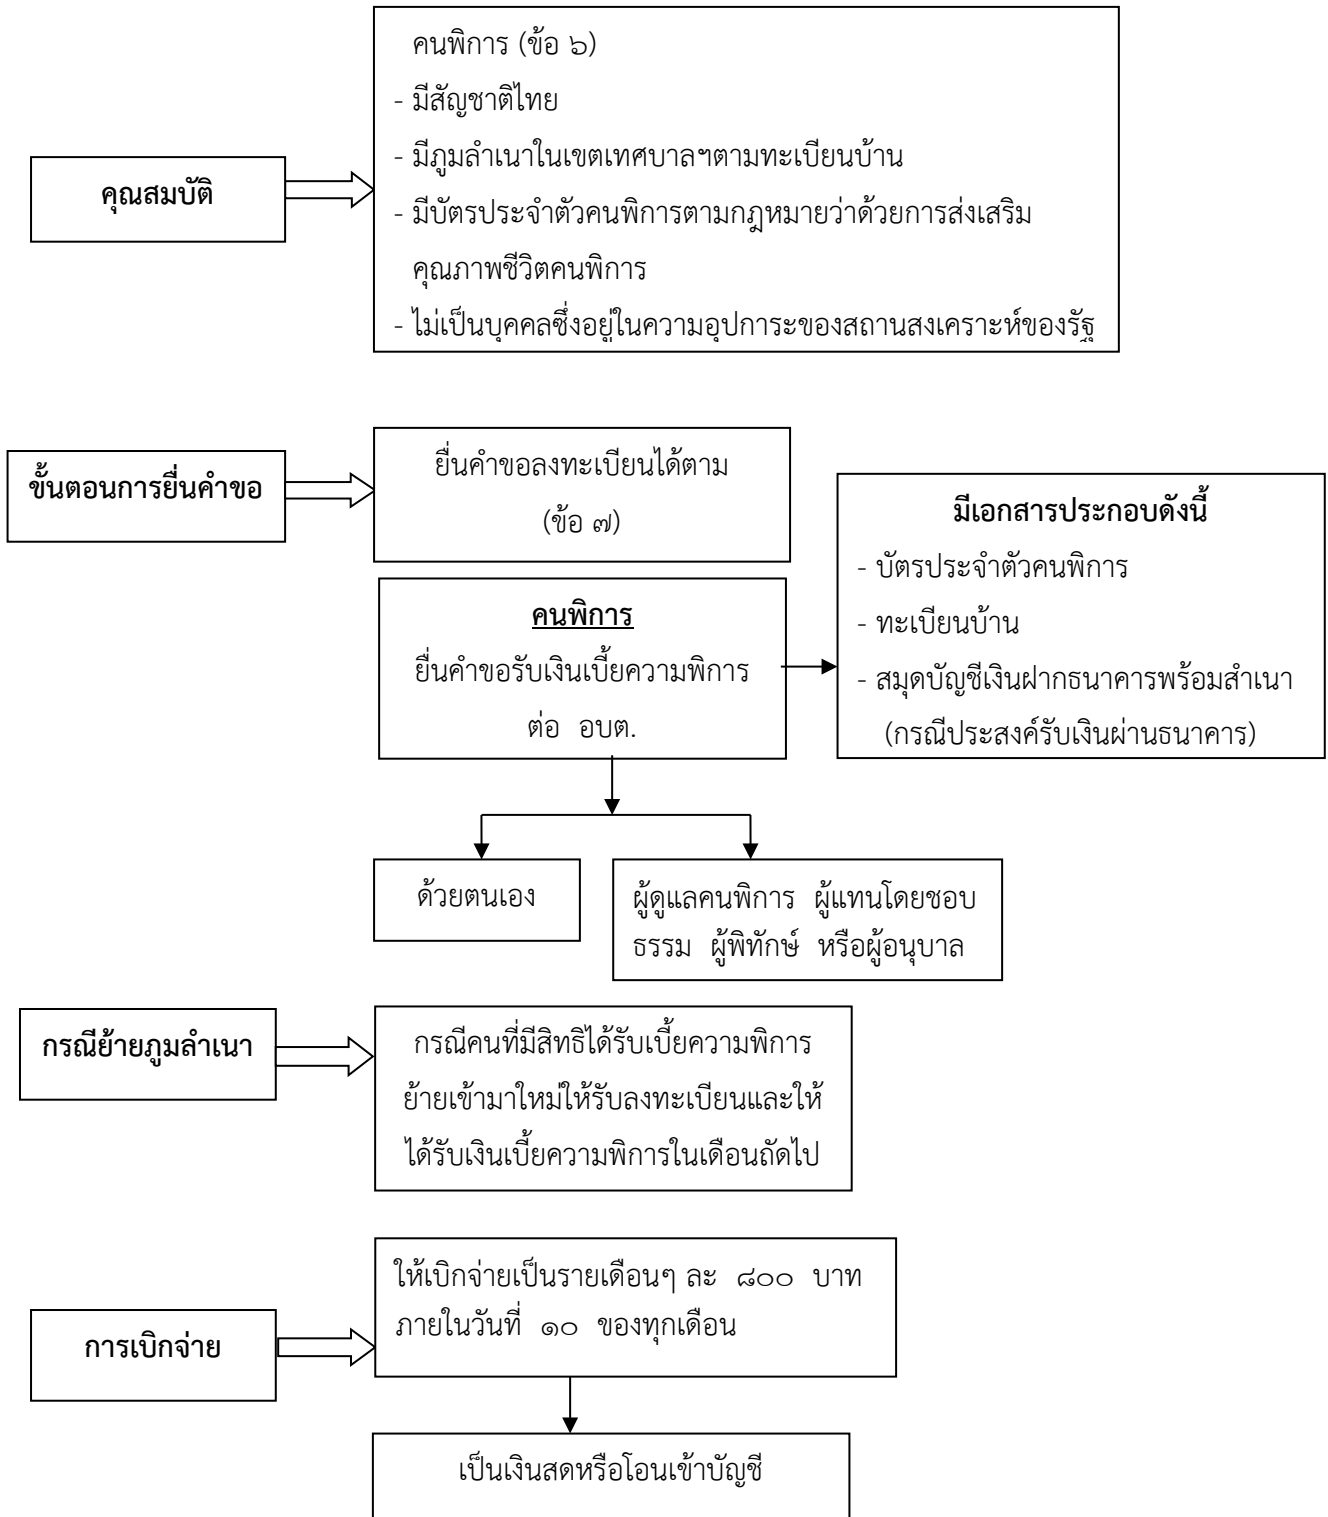 คนพิการ (ข้อ ๖)
- มีสัญชาติไทย
- มีภูมลำเนาในเขตเทศบาลฯตามทะเบียนบ้าน
- มีบัตรประจำตัวคนพิการตามกฎหมายว่าด้วยการส่งเสริม
คุณภาพชีวิตคนพิการ
- ไม่เป็นบุคคลซึ่งอยู่ในความอุปการะของสถานสงเคราะห์ของรัฐ
คุณสมบัติ
ขั้นตอนการยื่นคำขอ
ยื่นคำขอลงทะเบียนได้ตาม
(ข้อ ๗)
คนพิการ
ยื่นคำขอรับเงินเบี้ยความพิการ
ต่อ อบต.
มีเอกสารประกอบดังนี้
- บัตรประจำตัวคนพิการ
- ทะเบียนบ้าน
- สมุดบัญชีเงินฝากธนาคารพร้อมสำเนา
(กรณีประสงค์รับเงินผ่านธนาคาร)
ด้วยตนเอง
ผู้ดูแลคนพิการ ผู้แทนโดยชอบ
ธรรม ผู้พิทักษ์ หรือผู้อนุบาล
กรณีย้ายภูมลำเนา
กรณีคนที่มีสิทธิได้รับเบี้ยความพิการ
ย้ายเข้ามาใหม่ให้รับลงทะเบียนและให้
ได้รับเงินเบี้ยความพิการในเดือนถัดไป
การเบิกจ่าย
ให้เบิกจ่ายเป็นรายเดือนๆ ละ ๘๐๐ บาท
ภายในวันที่ ๑๐ ของทุกเดือน
เป็นเงินสดหรือโอนเข้าบัญชี